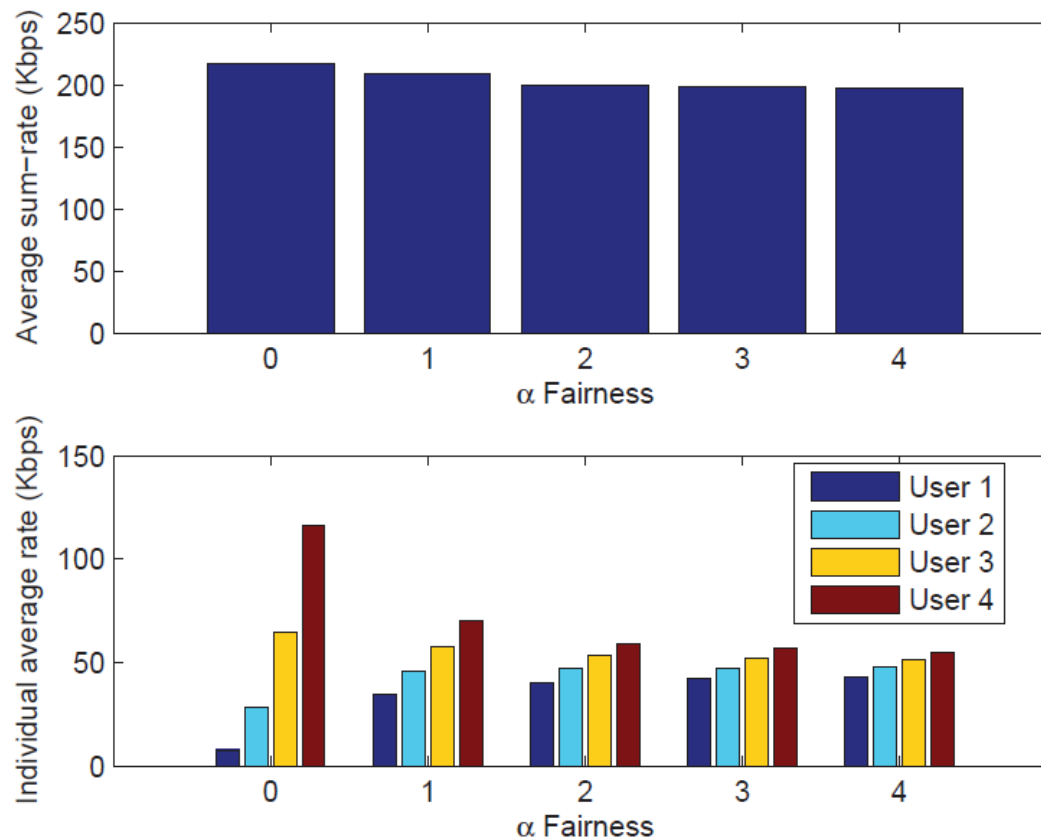 Average sum-rate (Kbps)
250
200
150
100
50
0
0 1 2 3 4
α Fairness
Individual average rate (Kbps)
150
100
50
0
User 1
User 2
User 3
User 4
0 1 2 3 4
α Fairness